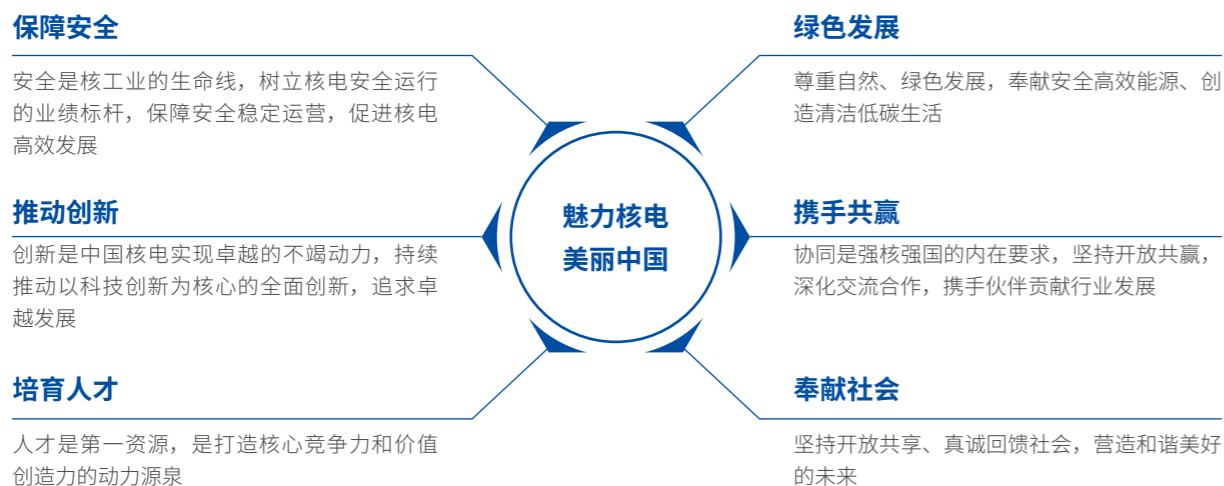 保障安全
安全是核工业的生命线，树立核电安全运行
的业绩标杆，保障安全稳定运营，促进核电
高效发展
推动创新
创新是中国核电实现卓越的不竭动力，持续
推动以科技创新为核心的全面创新，追求卓
越发展
培育人才
人才是第一资源，是打造核心竞争力和价值
创造力的动力源泉
魅力核电
美丽中国
绿色发展
尊重自然、绿色发展，奉献安全高效能源、创
造清洁低碳生活
携手共赢
协同是强核强国的内在要求，坚持开放共赢，
深化交流合作，携手伙伴贡献行业发展
奉献社会
坚持开放共享、真诚回馈社会，营造和谐美好
的未来